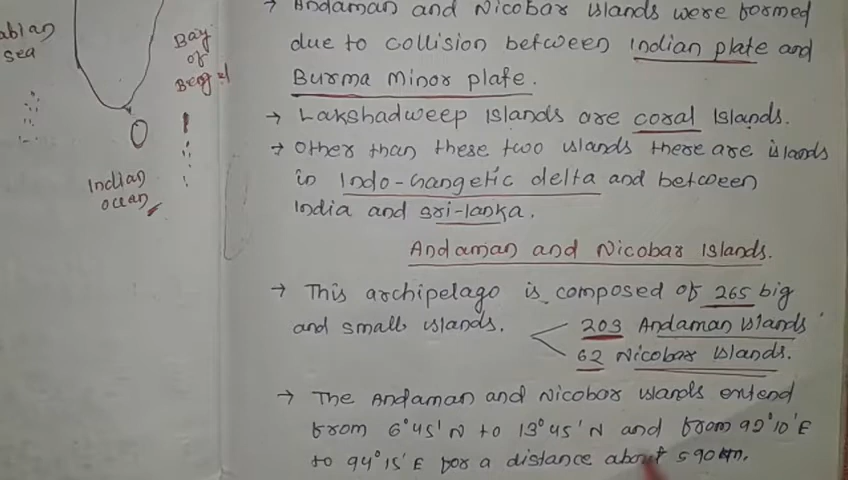 → Andaman and Nicobar islands were formed
due to collision between Indian plate and
Burma Minor plate.
→ Lakshadweep Islands are coral Islands.
→ Other than these two islands there are islands
in Indo-Gangetic delta and between
India and Sri-lanka.
Andaman and Nicobar Islands.
→ This archipelago is composed of 265 big
and small islands.
203 Andaman Islands
62 Nicobar Islands.
→ The Andaman and Nicobar islands extend
from 6°45'N to 13°45'N and from 92°10'E
to 94°15'E for a distance about 590km.
abian
sea
Bay
of
Bengal
Indian
ocean